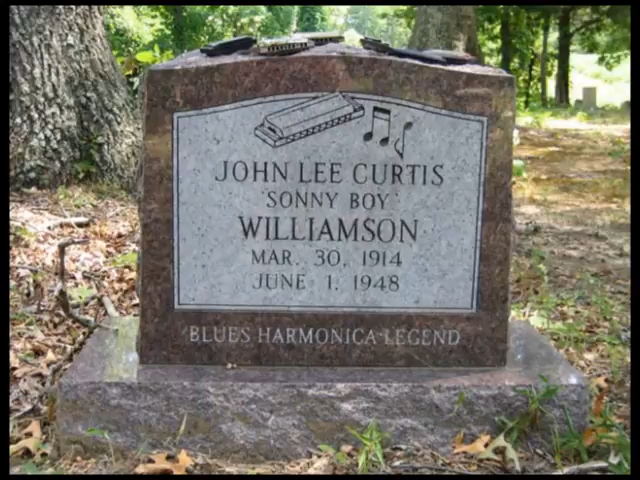 JOHN LEE CURTIS
"SONNY BOY"
WILLIAMSON
MAR. 30, 1914
JUNE 1, 1948
BLUES HARMONICA LEGEND